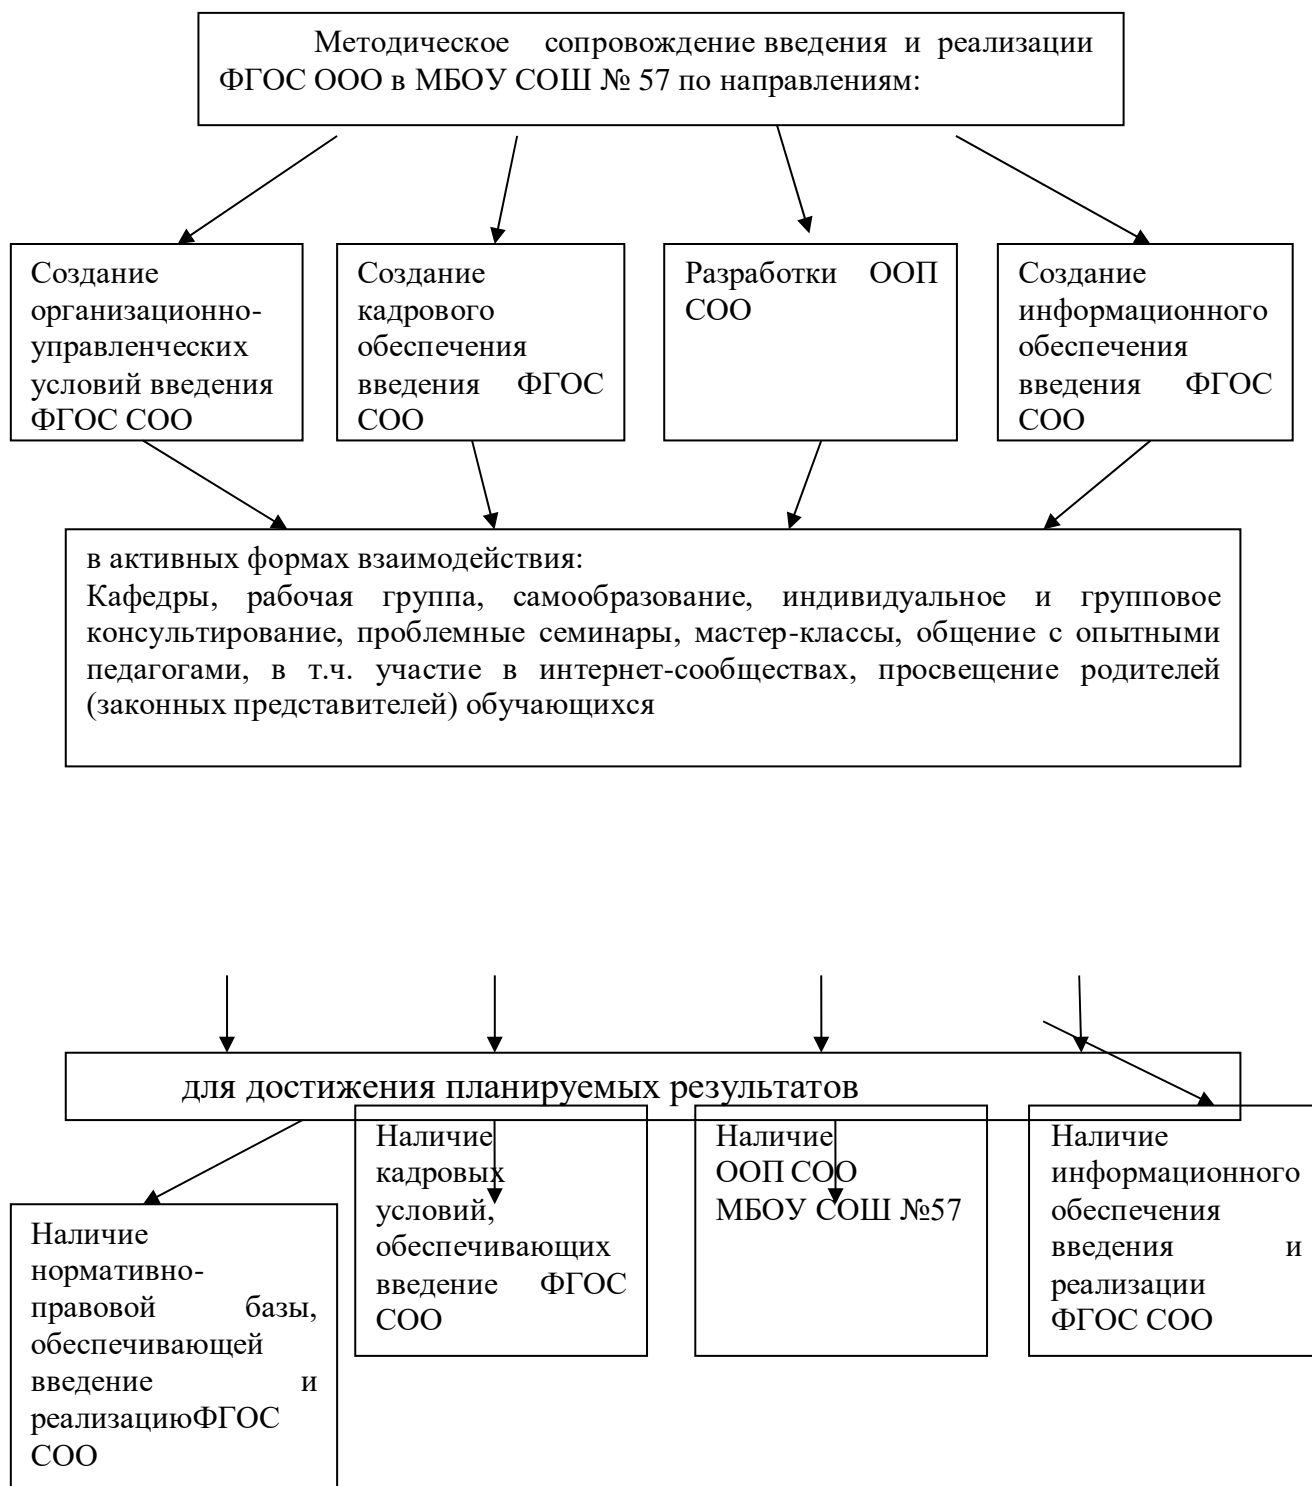 Методическое сопровождение введения и реализации
ФГОС ООО в МБОУ СОШ № 57 по направлениям:
Создание
организационно-
управленческих
условий введения
ФГОС СОО
Создание
кадрового
обеспечения
введения ФГОС
СОО
Разработки ООП
СОО
Создание
информационного
обеспечения
введения ФГОС
СОО
в активных формах взаимодействия:
Кафедры, рабочая группа, самообразование, индивидуальное и групповое
консультирование, проблемные семинары, мастер-классы, общение с опытными
педагогами, в т.ч. участие в интернет-сообществах, просвещение родителей
(законных представителей) обучающихся
для достижения планируемых результатов
Наличие
нормативно-
правовой базы,
обеспечивающей
введение и
реализациюФГОС
СОО
Наличие
кадровых
условий,
обеспечивающих
введение ФГОС
СОО
Наличие
ООП СОО
МБОУ СОШ №57
Наличие
информационного
обеспечения
введения и
реализации
ФГОС СОО